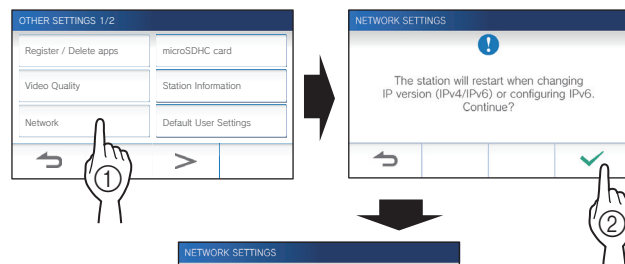 OTHER SETTINGS 1/2
Register / Delete apps
microSDHC card
Video Quality
Station Information
Network
Default User Settings
①
NETWORK SETTINGS
The station will restart when changing
IP version (IPv4/IPv6) or configuring IPv6.
Continue?
②
NETWORK SETTINGS